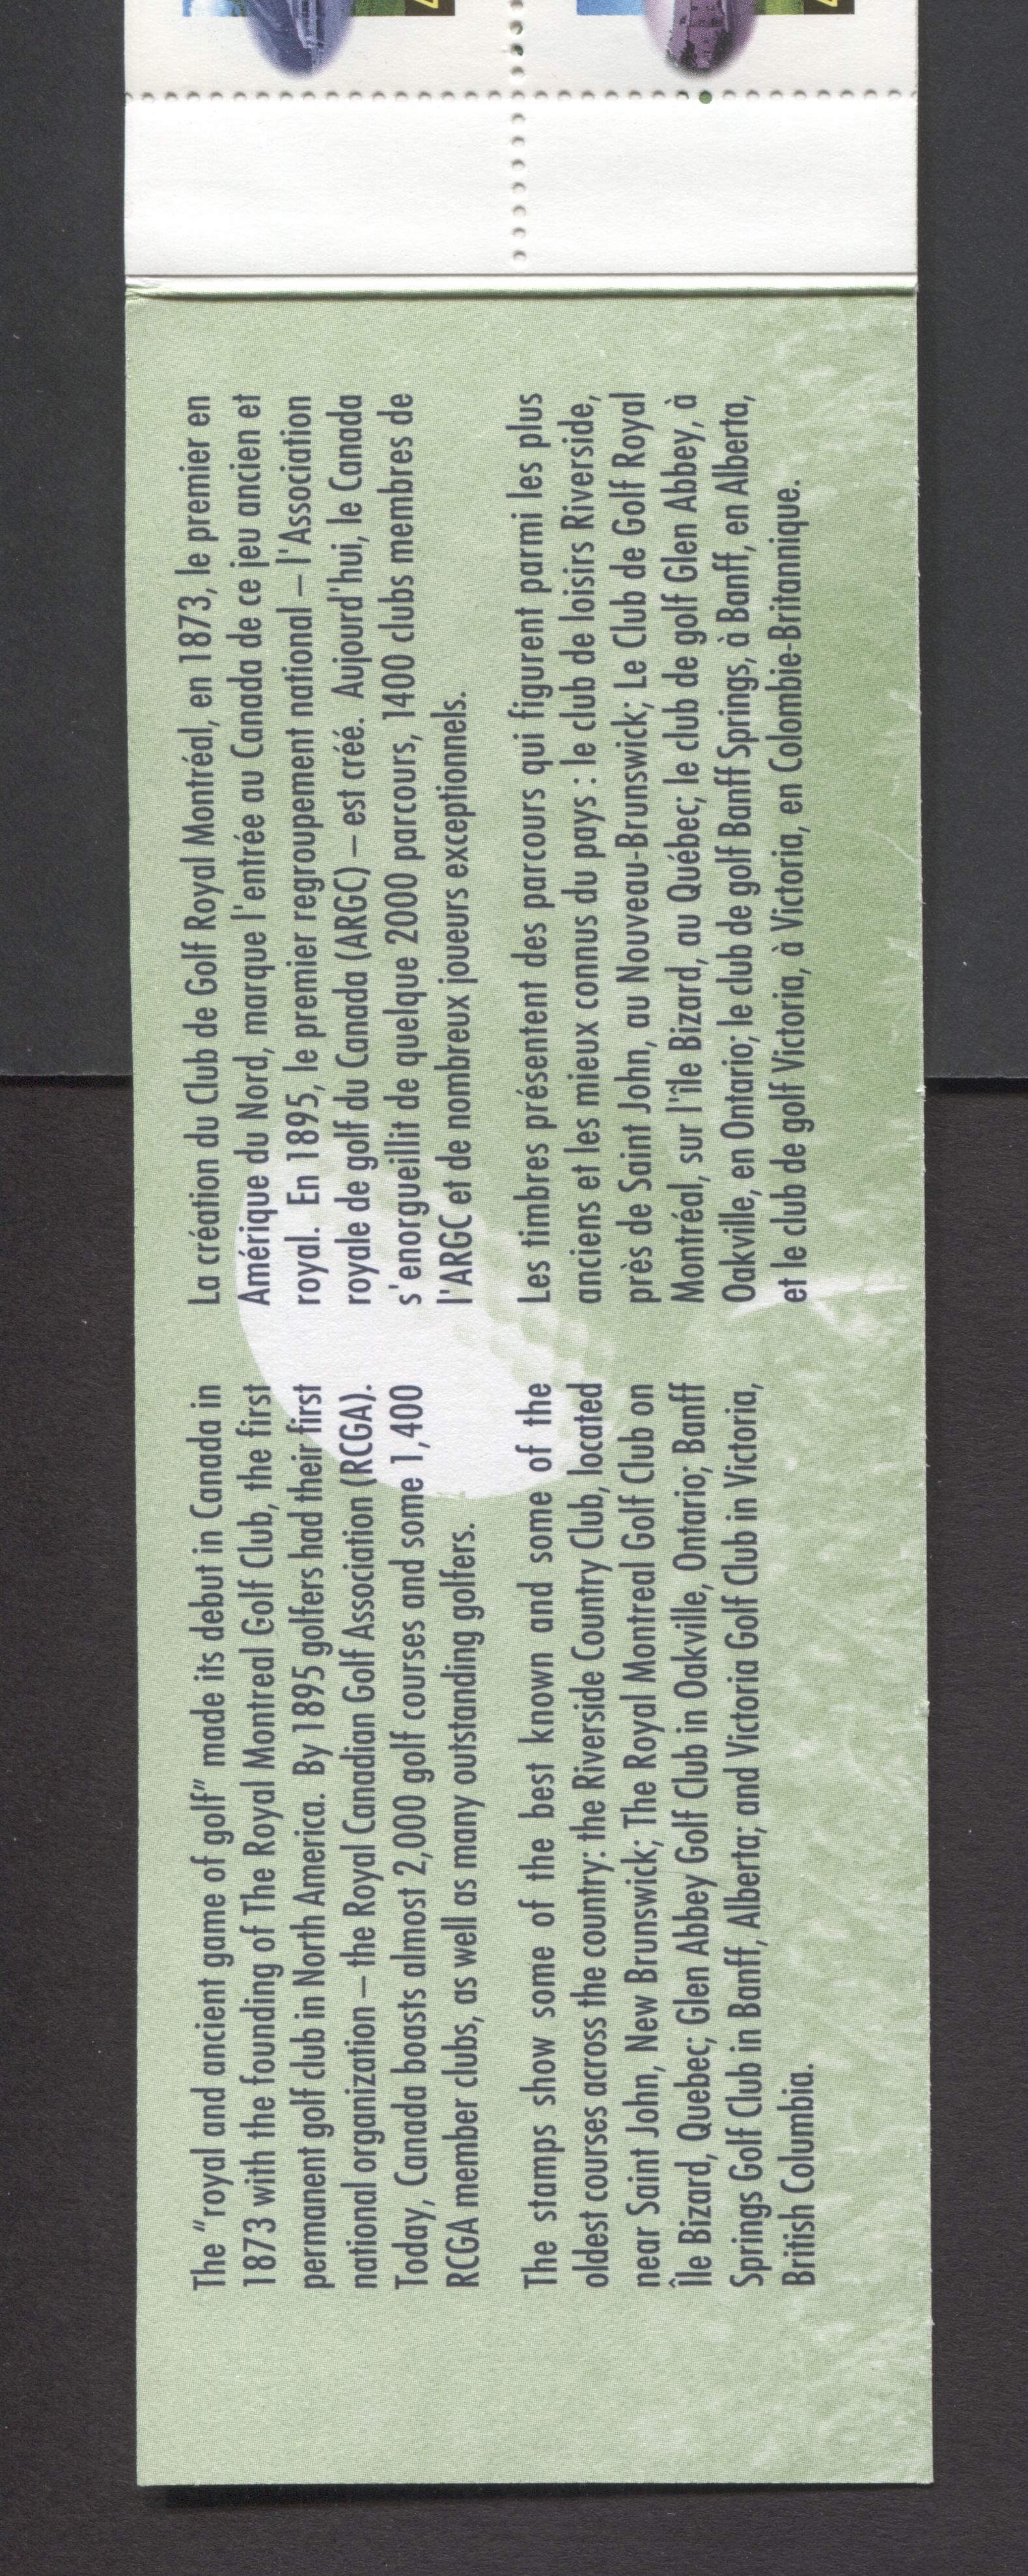 The “royal and ancient game of golf” made its debut in Canada in
1873 with the founding of The Royal Montreal Golf Club, the first
permanent golf club in North America. By 1895 golfers had their first
national organization – the Royal Canadian Golf Association (RCGA).
Today, Canada boasts almost 2,000 golf courses and some 1,400
RCGA member clubs, as well as many outstanding golfers.
The stamps show some of the best known and some of the
oldest courses across the country: the Riverside Country Club, located
near Saint John, New Brunswick; The Royal Montreal Golf Club on
Île Bizard, Quebec; Glen Abbey Golf Club in Oakville, Ontario; Banff
Springs Golf Club in Banff, Alberta; and Victoria Golf Club in Victoria,
British Columbia.
La création du Club de Golf Royal Montréal, en 1873, le premier en
Amérique du Nord, marque l'entrée au Canada de ce jeu ancien et
royal. En 1895, le premier regroupement national – l'Association
royale de golf du Canada (ARGC) – est créé. Aujourd'hui, le Canada
s'enorgueillit de quelque 2000 parcours, 1400 clubs membres de
l'ARGC et de nombreux joueurs exceptionnels.
Les timbres présentent des parcours qui figurent parmi les plus
anciens et les mieux connus du pays : le club de loisirs Riverside,
près de Saint John, au Nouveau-Brunswick; Le Club de Golf Royal
Montréal, sur l'île Bizard, au Québec; le club de golf Glen Abbey, à
Oakville, en Ontario; le club de golf Banff Springs, à Banff, en Alberta,
et le club de golf Victoria, à Victoria, en Colombie-Britannique.